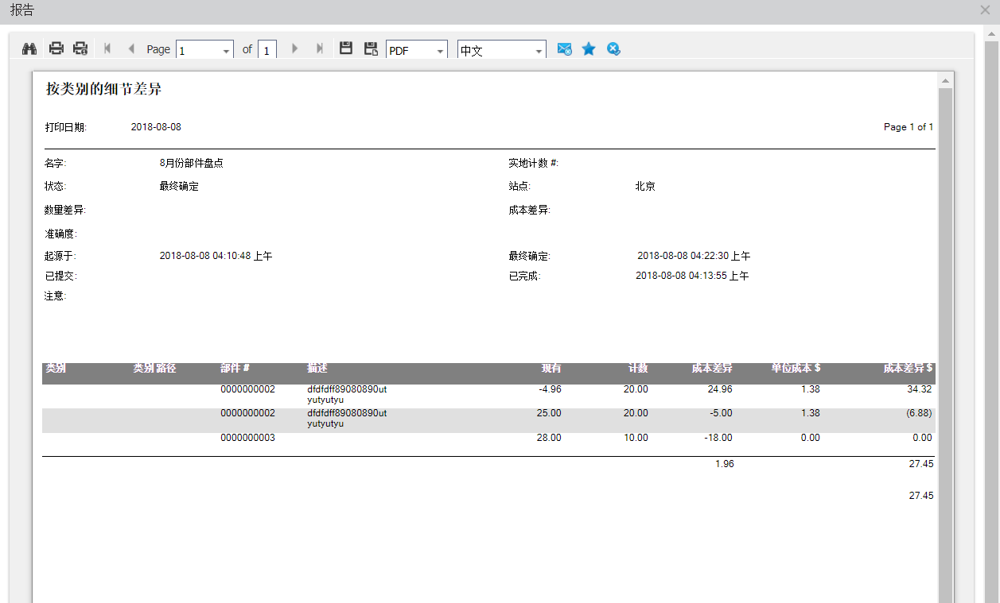 报告
Page 1 of 1 PDF 中文
按类别的细节差异
打印日期: 2018-08-08 Page 1 of 1
名字: 8月份部件盘点 实地计数 #:
状态: 最终确定 站点: 北京
数量差异: 成本差异:
准确度:
起源于: 2018-08-08 04:10:48 上午 最终确定: 2018-08-08 04:22:30 上午
已提交: 已完成: 2018-08-08 04:13:55 上午
注意:
类别 类别 路径 部件 # 描述 现有 计数 成本差异 单位成本 $ 成本差异 $
0000000002 dfdfdff89080890ut -4.96 20.00 24.96 1.38 34.32
yutyutyu
0000000002 dfdfdff89080890ut 25.00 20.00 -5.00 1.38 (6.88)
yutyutyu
0000000003 28.00 10.00 -18.00 0.00 0.00
1.96 27.45
27.45